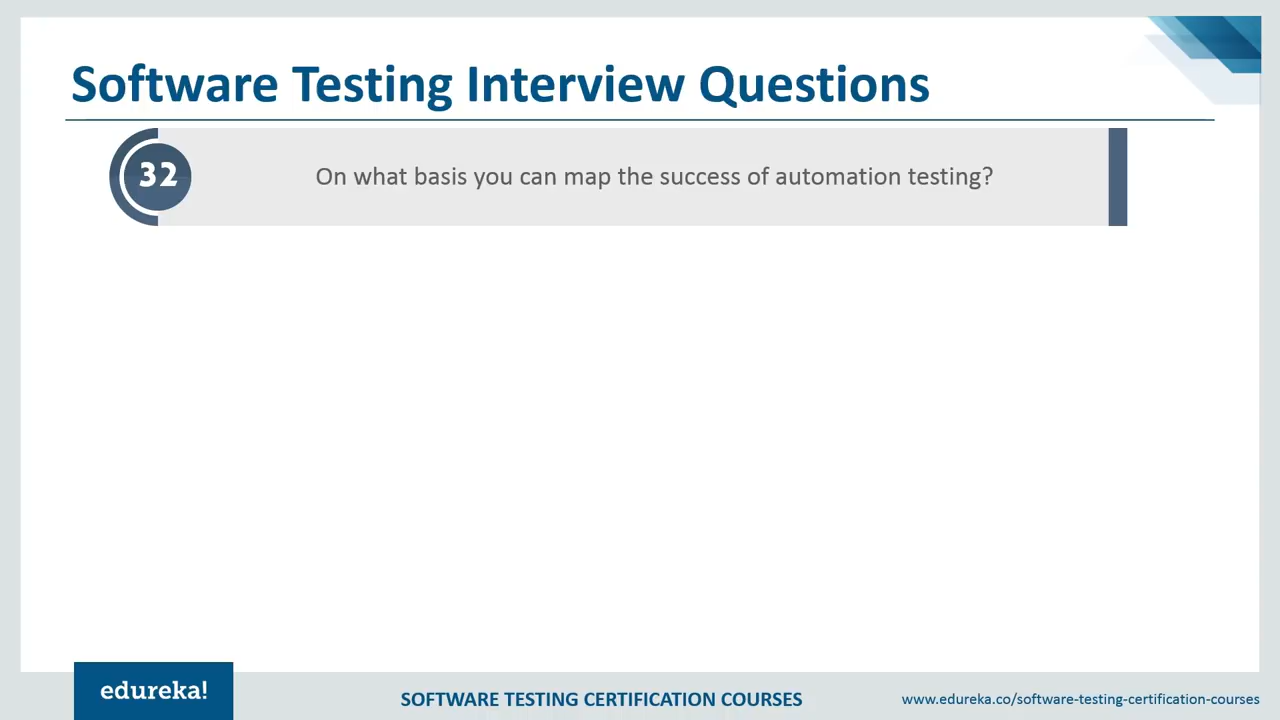 Software Testing Interview Questions
32
On what basis you can map the success of automation testing?
edureka!
SOFTWARE TESTING CERTIFICATION COURSES
www.edureka.co/software-testing-certification-courses